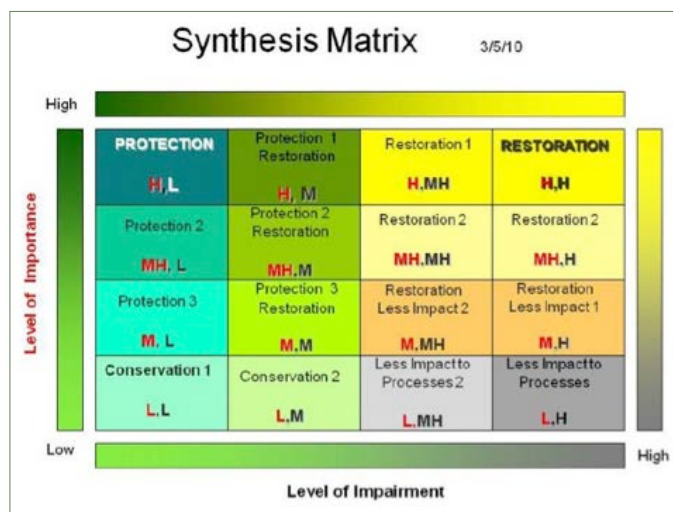 Synthesis Matrix 3/5/10
High
Level of Importance
PROTECTION
H,L
Protection 1
Restoration
H, M
Restoration 1
H,MH
RESTORATION
H,H
Protection 2
MH, L
Protection 2
Restoration
MH,M
Restoration 2
MH,MH
Restoration 2
MH,H
Protection 3
M, L
Protection 3
Restoration
M,M
Restoration
Less Impact 2
M,MH
Restoration
Less Impact 1
M,H
Conservation 1
L,L
Conservation 2
L,M
Less Impact to
Processes 2
L,MH
Less Impact to
Processes
L,H
Low
High
Level of Impairment